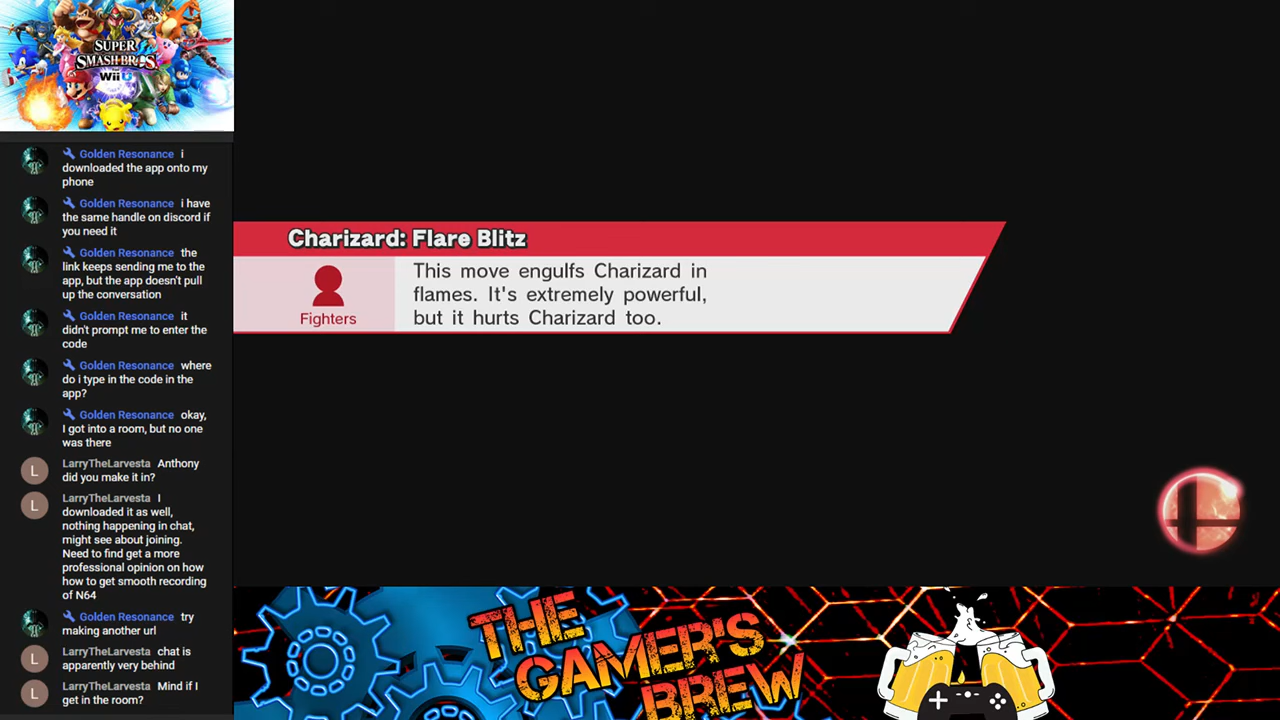 SUPER
SMASH BROS.
Wii U
Golden Resonance i
downloaded the app onto my
phone
Golden Resonance i have
the same handle on discord if
you need it
Golden Resonance the
link keeps sending me to the
app, but the app doesn't pull
up the conversation
Golden Resonance it
didn't prompt me to enter the
code
Golden Resonance where
do i type in the code in the
app?
Golden Resonance okay,
I got into a room, but no one
was there
L
LarryTheLarvesta Anthony
did you make it in?
L
LarryTheLarvesta I
downloaded it as well,
nothing happening in chat,
might see about joining.
Need to find get a more
professional opinion on how
how to get smooth recording
of N64
Golden Resonance try
making another url
L
LarryTheLarvesta chat is
apparently very behind
L
LarryTheLarvesta Mind if I
get in the room?
Charizard: Flare Blitz
Fighters
This move engulfs Charizard in
flames. It's extremely powerful,
but it hurts Charizard too.
THE
GAMER'S
BREW